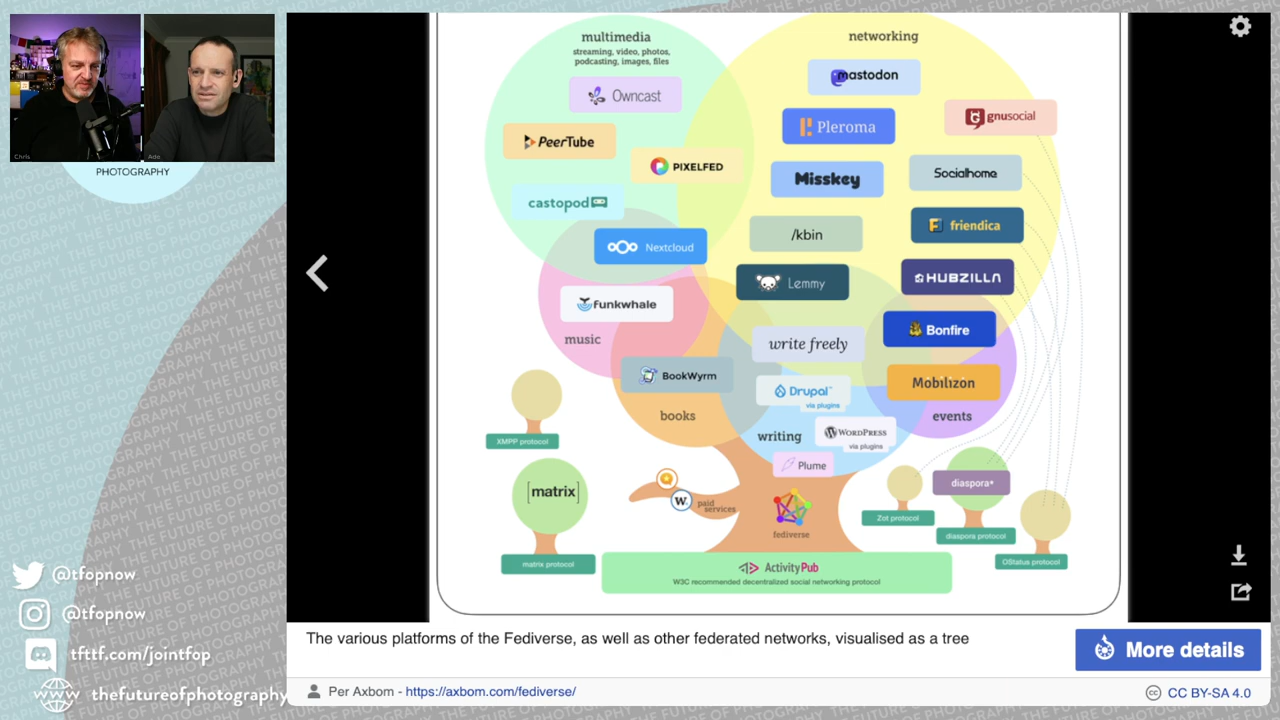 Chris
Ade
PHOTOGRAPHY
@tfopnow
@tfopnow
tfttf.com/jointfop
thefutureofphotography
multimedia
streaming, video, photos,
podcasting, images, files
Owncast
PeerTube
PIXELFED
castopod
Nextcloud
networking
mastodon
Pleroma
gnusocial
Misskey
Socialhome
/kbin
friendica
Lemmy
HUBZILLA
Funkwhale
music
write freely
Bonfire
BookWyrm
books
Drupal™
via plugins
Mobilizon
events
writing
WORDPRESS
via plugins
Plume
XMPP protocol
[matrix]
matrix protocol
W.
paid
services
fediverse
Zot protocol
diaspora*
diaspora protocol
OStatus protocol
ActivityPub
W3C recommended decentralized social networking protocol
The various platforms of the Fediverse, as well as other federated networks, visualised as a tree
More details
Per Axbom - https://axbom.com/fediverse/
CC BY-SA 4.0